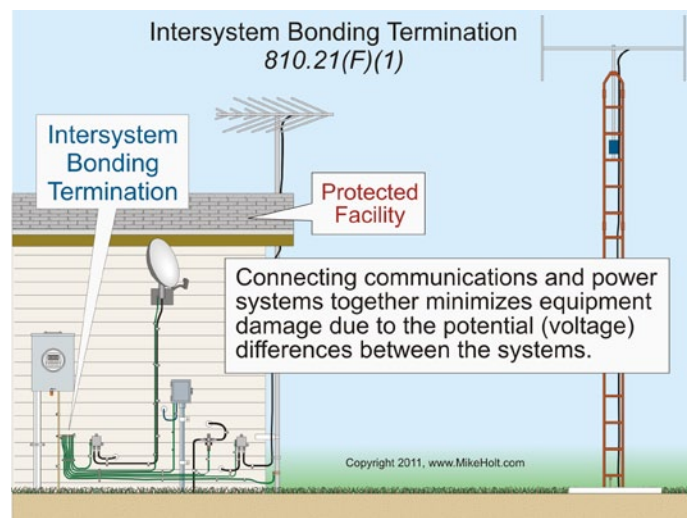 Intersystem Bonding Termination
810.21(F)(1)
Intersystem
Bonding
Termination
Protected
Facility
Connecting communications and power
systems together minimizes equipment
damage due to the potential (voltage)
differences between the systems.
Copyright 2011, www.MikeHolt.com